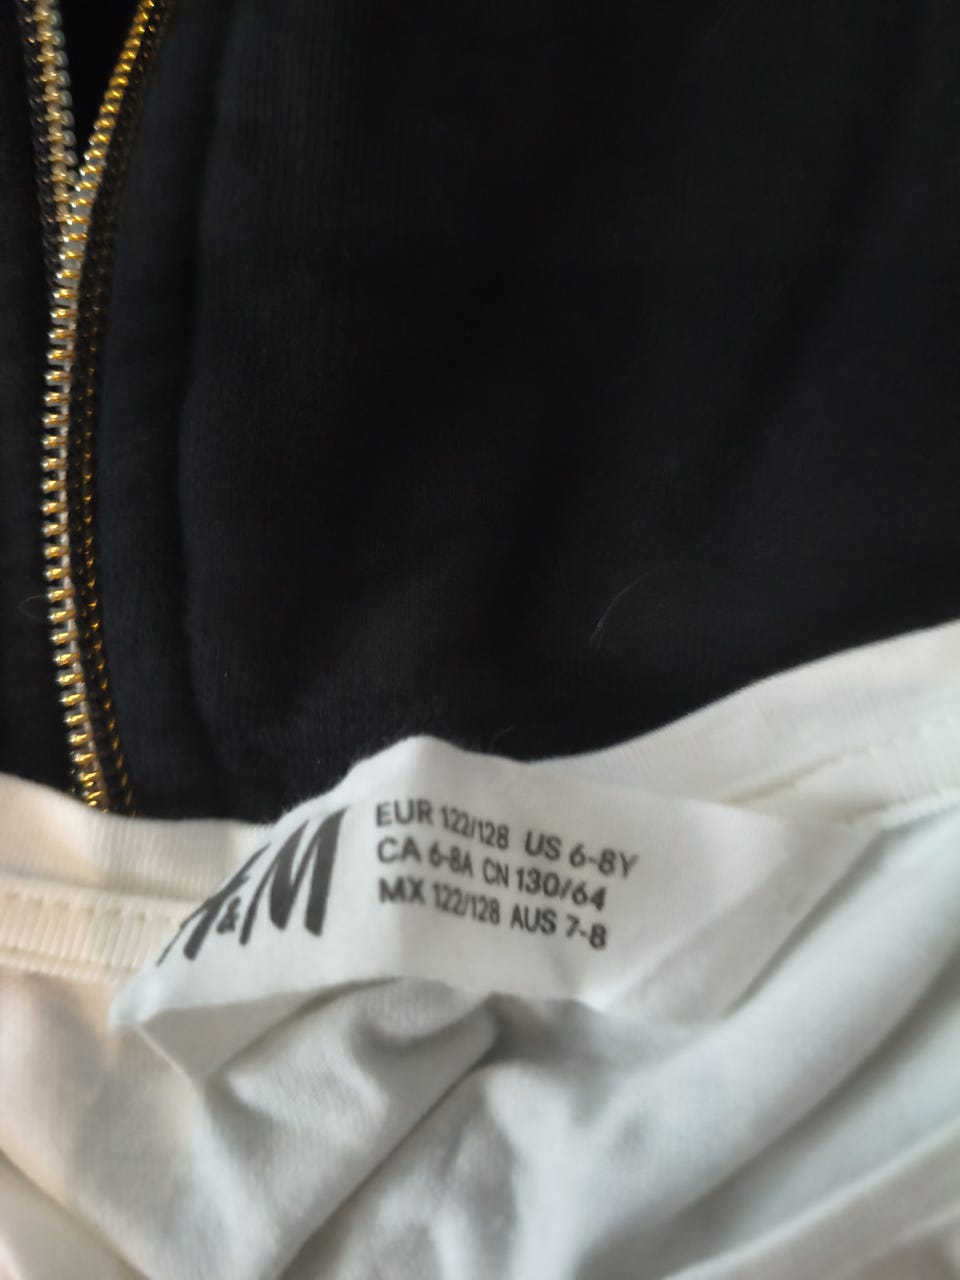 H&M
EUR 122/128 US 6-8Y
CA 6-8A CN 130/64
MX 122/128 AUS 7-8